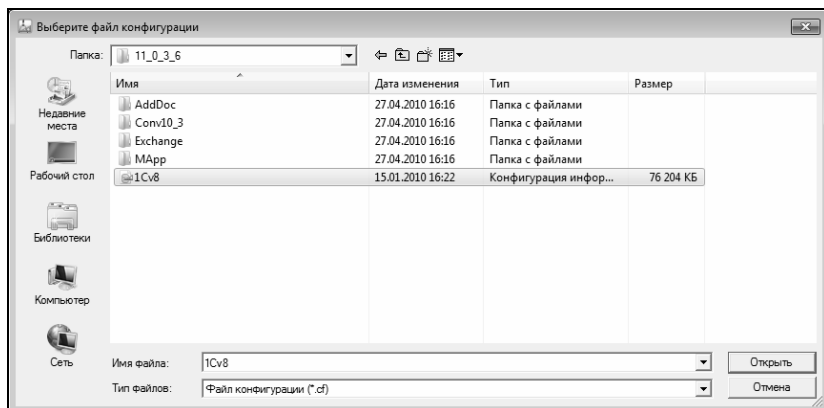 Выберите файл конфигурации
Папка: 11_0_3_6
Имя Дата изменения Тип Размер
AddDoc 27.04.2010 16:16 Папка с файлами
Conv10_3 27.04.2010 16:16 Папка с файлами
Exchange 27.04.2010 16:16 Папка с файлами
MApp 27.04.2010 16:16 Папка с файлами
1Cv8 15.01.2010 16:22 Конфигурация инфор... 76 204 КБ
Недавние
места
Рабочий стол
Библиотеки
Компьютер
Сеть
Имя файла: 1Cv8 Открыть
Тип файлов: Файл конфигурации (*.cf) Отмена